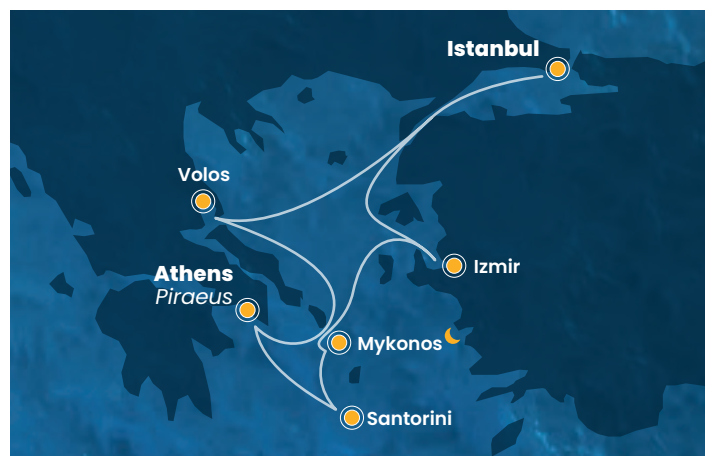 Istanbul
Volos
Athens
Piraeus
Izmir
Mykonos
Santorini